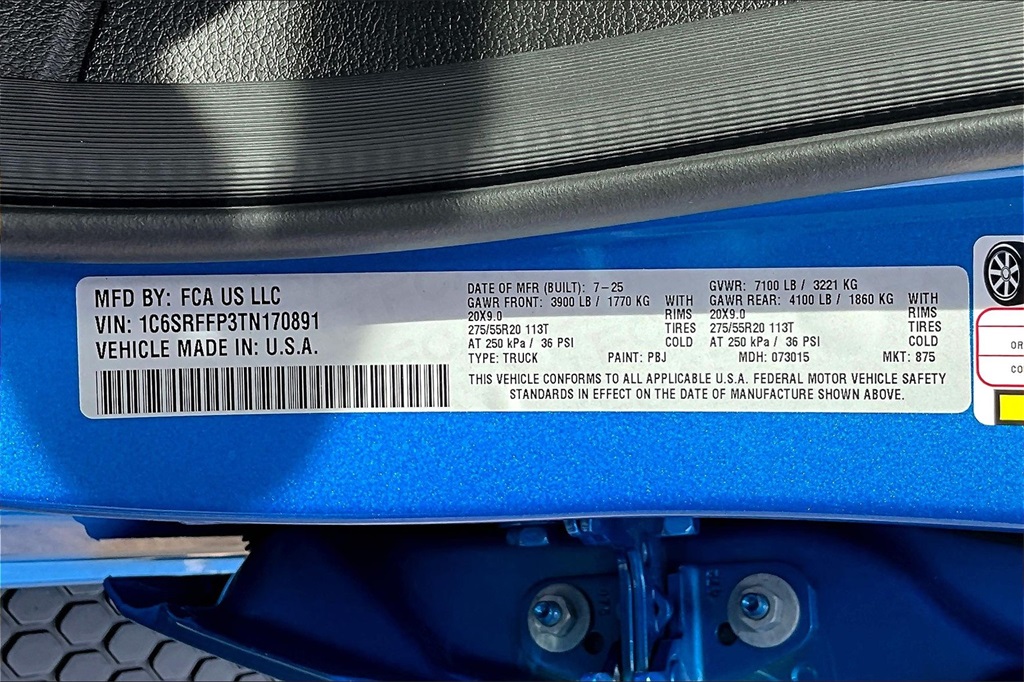 MFD BY: FCA US LLC
VIN: 1C6SRFFP3TN170891
VEHICLE MADE IN: U.S.A.
DATE OF MFR (BUILT): 7-25 GVWR: 7100 LB / 3221 KG
GAWR FRONT: 3900 LB / 1770 KG WITH GAWR REAR: 4100 LB / 1860 KG WITH
20X9.0 RIMS 20X9.0 RIMS
275/55R20 113T TIRES 275/55R20 113T TIRES
AT 250 kPa / 36 PSI COLD AT 250 kPa / 36 PSI COLD
TYPE: TRUCK PAINT: PBJ MDH: 073015 MKT: 875
THIS VEHICLE CONFORMS TO ALL APPLICABLE U.S.A. FEDERAL MOTOR VEHICLE SAFETY
STANDARDS IN EFFECT ON THE DATE OF MANUFACTURE SHOWN ABOVE.
OR
CO